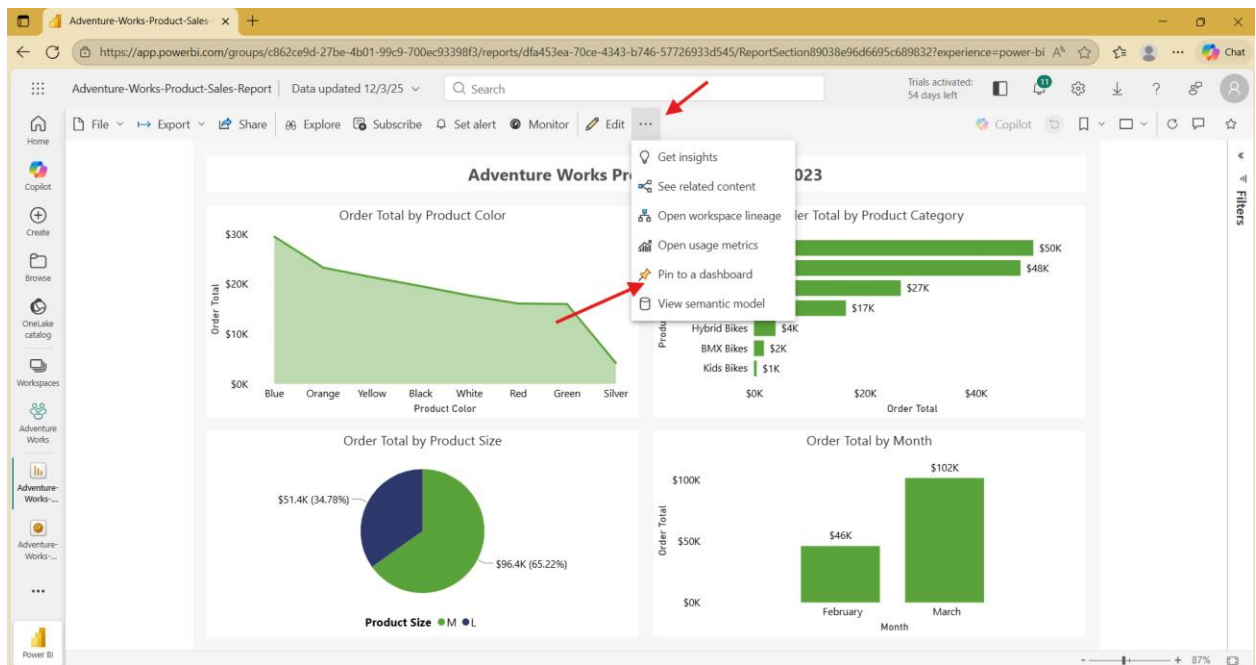 Adventure-Works-Product-Sales-
https://app.powerbi.com/groups/c862ce9d-27be-4b01-99c9-700ec93398f3/reports/dfa453ea-70ce-4343-b746-57726933d545/ReportSection89038e96d6695c689832?experience=power-bi
Chat
Adventure-Works-Product-Sales-Report
Data updated 12/3/25
Search
Trials activated:
54 days left
11
File
Export
Share
Explore
Subscribe
Set alert
Monitor
Edit
Copilot
Home
Copilot
Create
Browse
OneLake
catalog
Workspaces
Adventure
Works
Adventure-
Works-...
Adventure-
Works-...
Power BI
Get insights
See related content
Open workspace lineage
Open usage metrics
Pin to a dashboard
View semantic model
Filters
Adventure Works Pr 023
Order Total by Product Color
$30K
$20K
$10K
$0K
Order Total
Blue Orange Yellow Black White Red Green Silver
Product Color
er Total by Product Category
$50K
$48K
$27K
$17K
Hybrid Bikes $4K
BMX Bikes $2K
Kids Bikes $1K
Produ
$0K $20K $40K
Order Total
Order Total by Product Size
$51.4K (34.78%)
$96.4K (65.22%)
Product Size M L
Order Total by Month
$100K
$50K
$0K
Order Total
$46K
$102K
February March
Month
87%